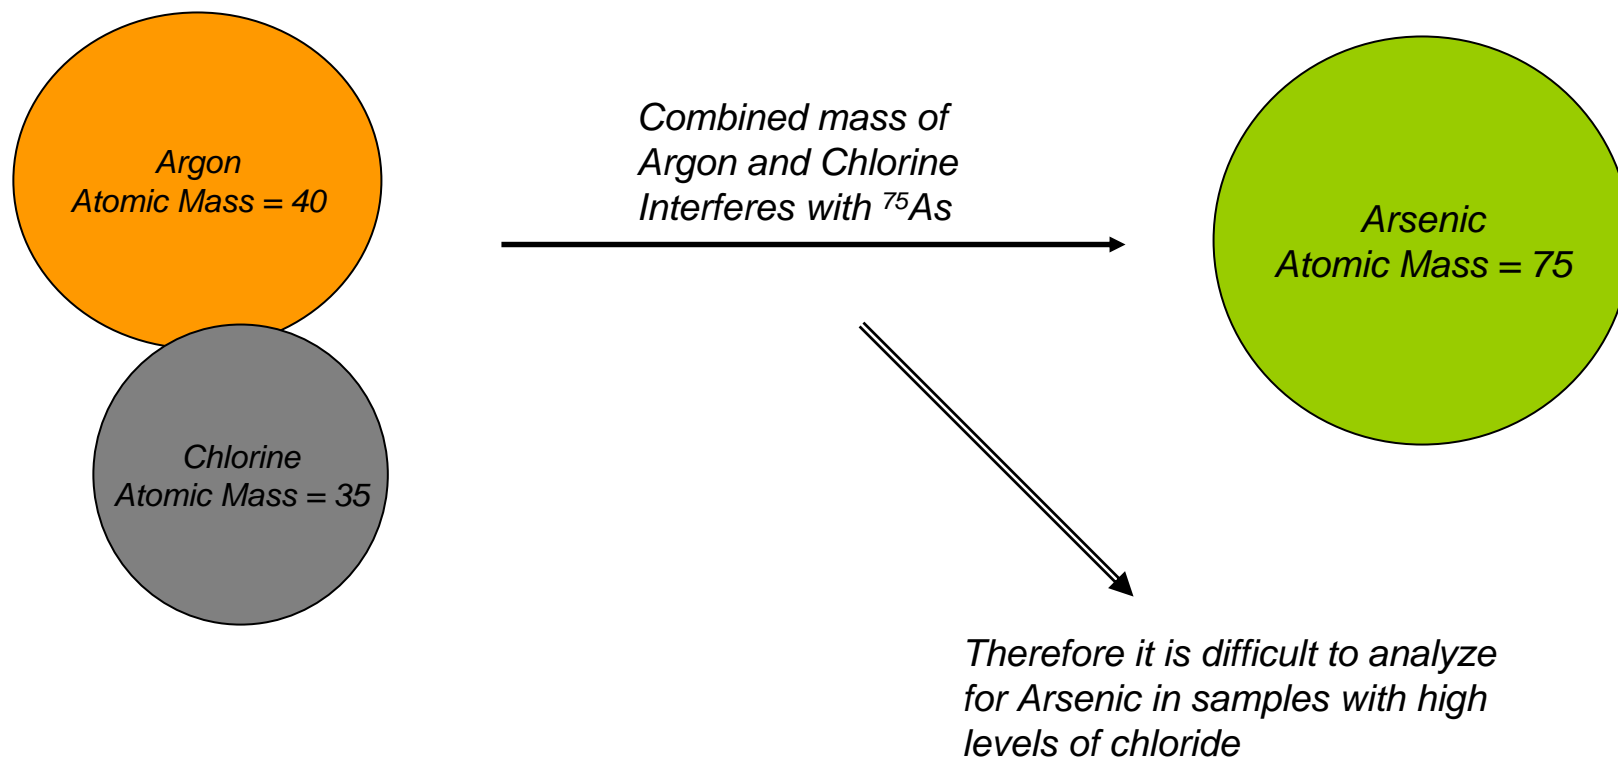 Argon
Atomic Mass = 40
Chlorine
Atomic Mass = 35
Combined mass of
Argon and Chlorine
Interferes with ⁷⁵As
Arsenic
Atomic Mass = 75
Therefore it is difficult to analyze
for Arsenic in samples with high
levels of chloride